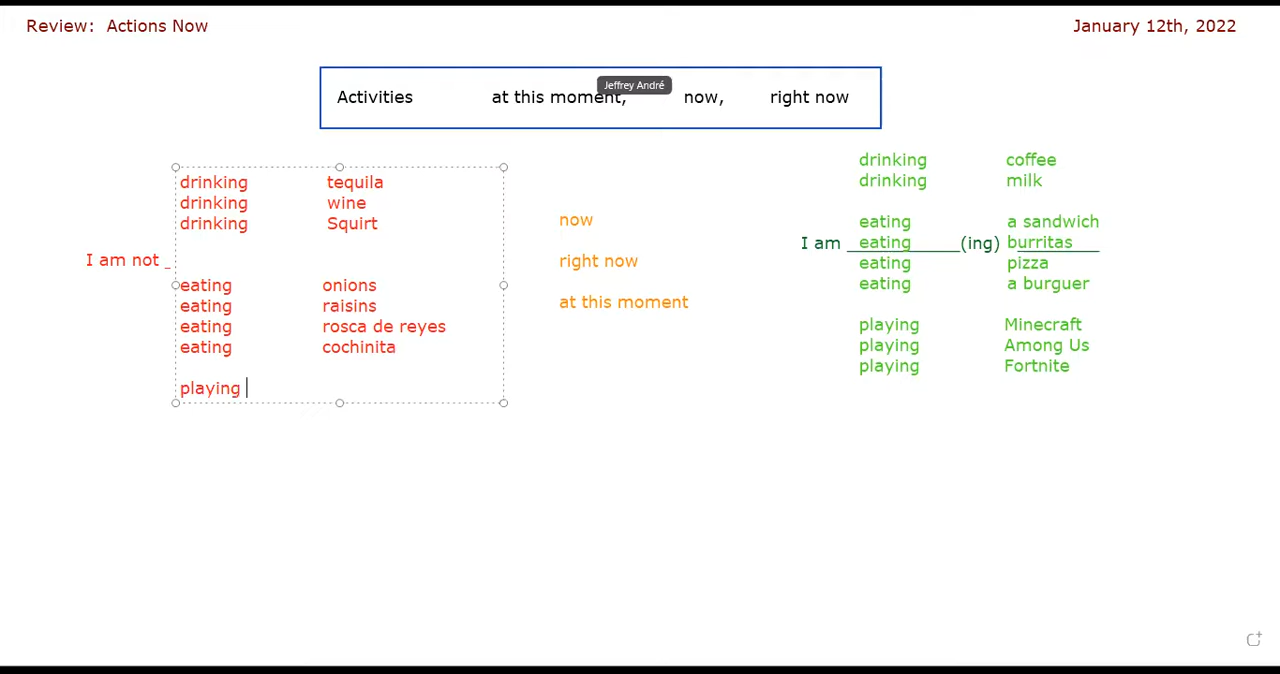 Review:  Actions Now
January 12th, 2022
Jeffrey André
Activities at this moment, now, right now
drinking tequila
drinking wine
drinking Squirt
I am not _
eating onions
eating raisins
eating rosca de reyes
eating cochinita
playing
now
right now
at this moment
drinking coffee
drinking milk
eating a sandwich
I am eating (ing) burritas
eating pizza
eating a burguer
playing Minecraft
playing Among Us
playing Fortnite